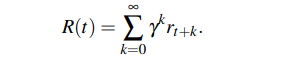 R(t) = ∑_{k=0}^{∞} γ^k r_{t+k}.